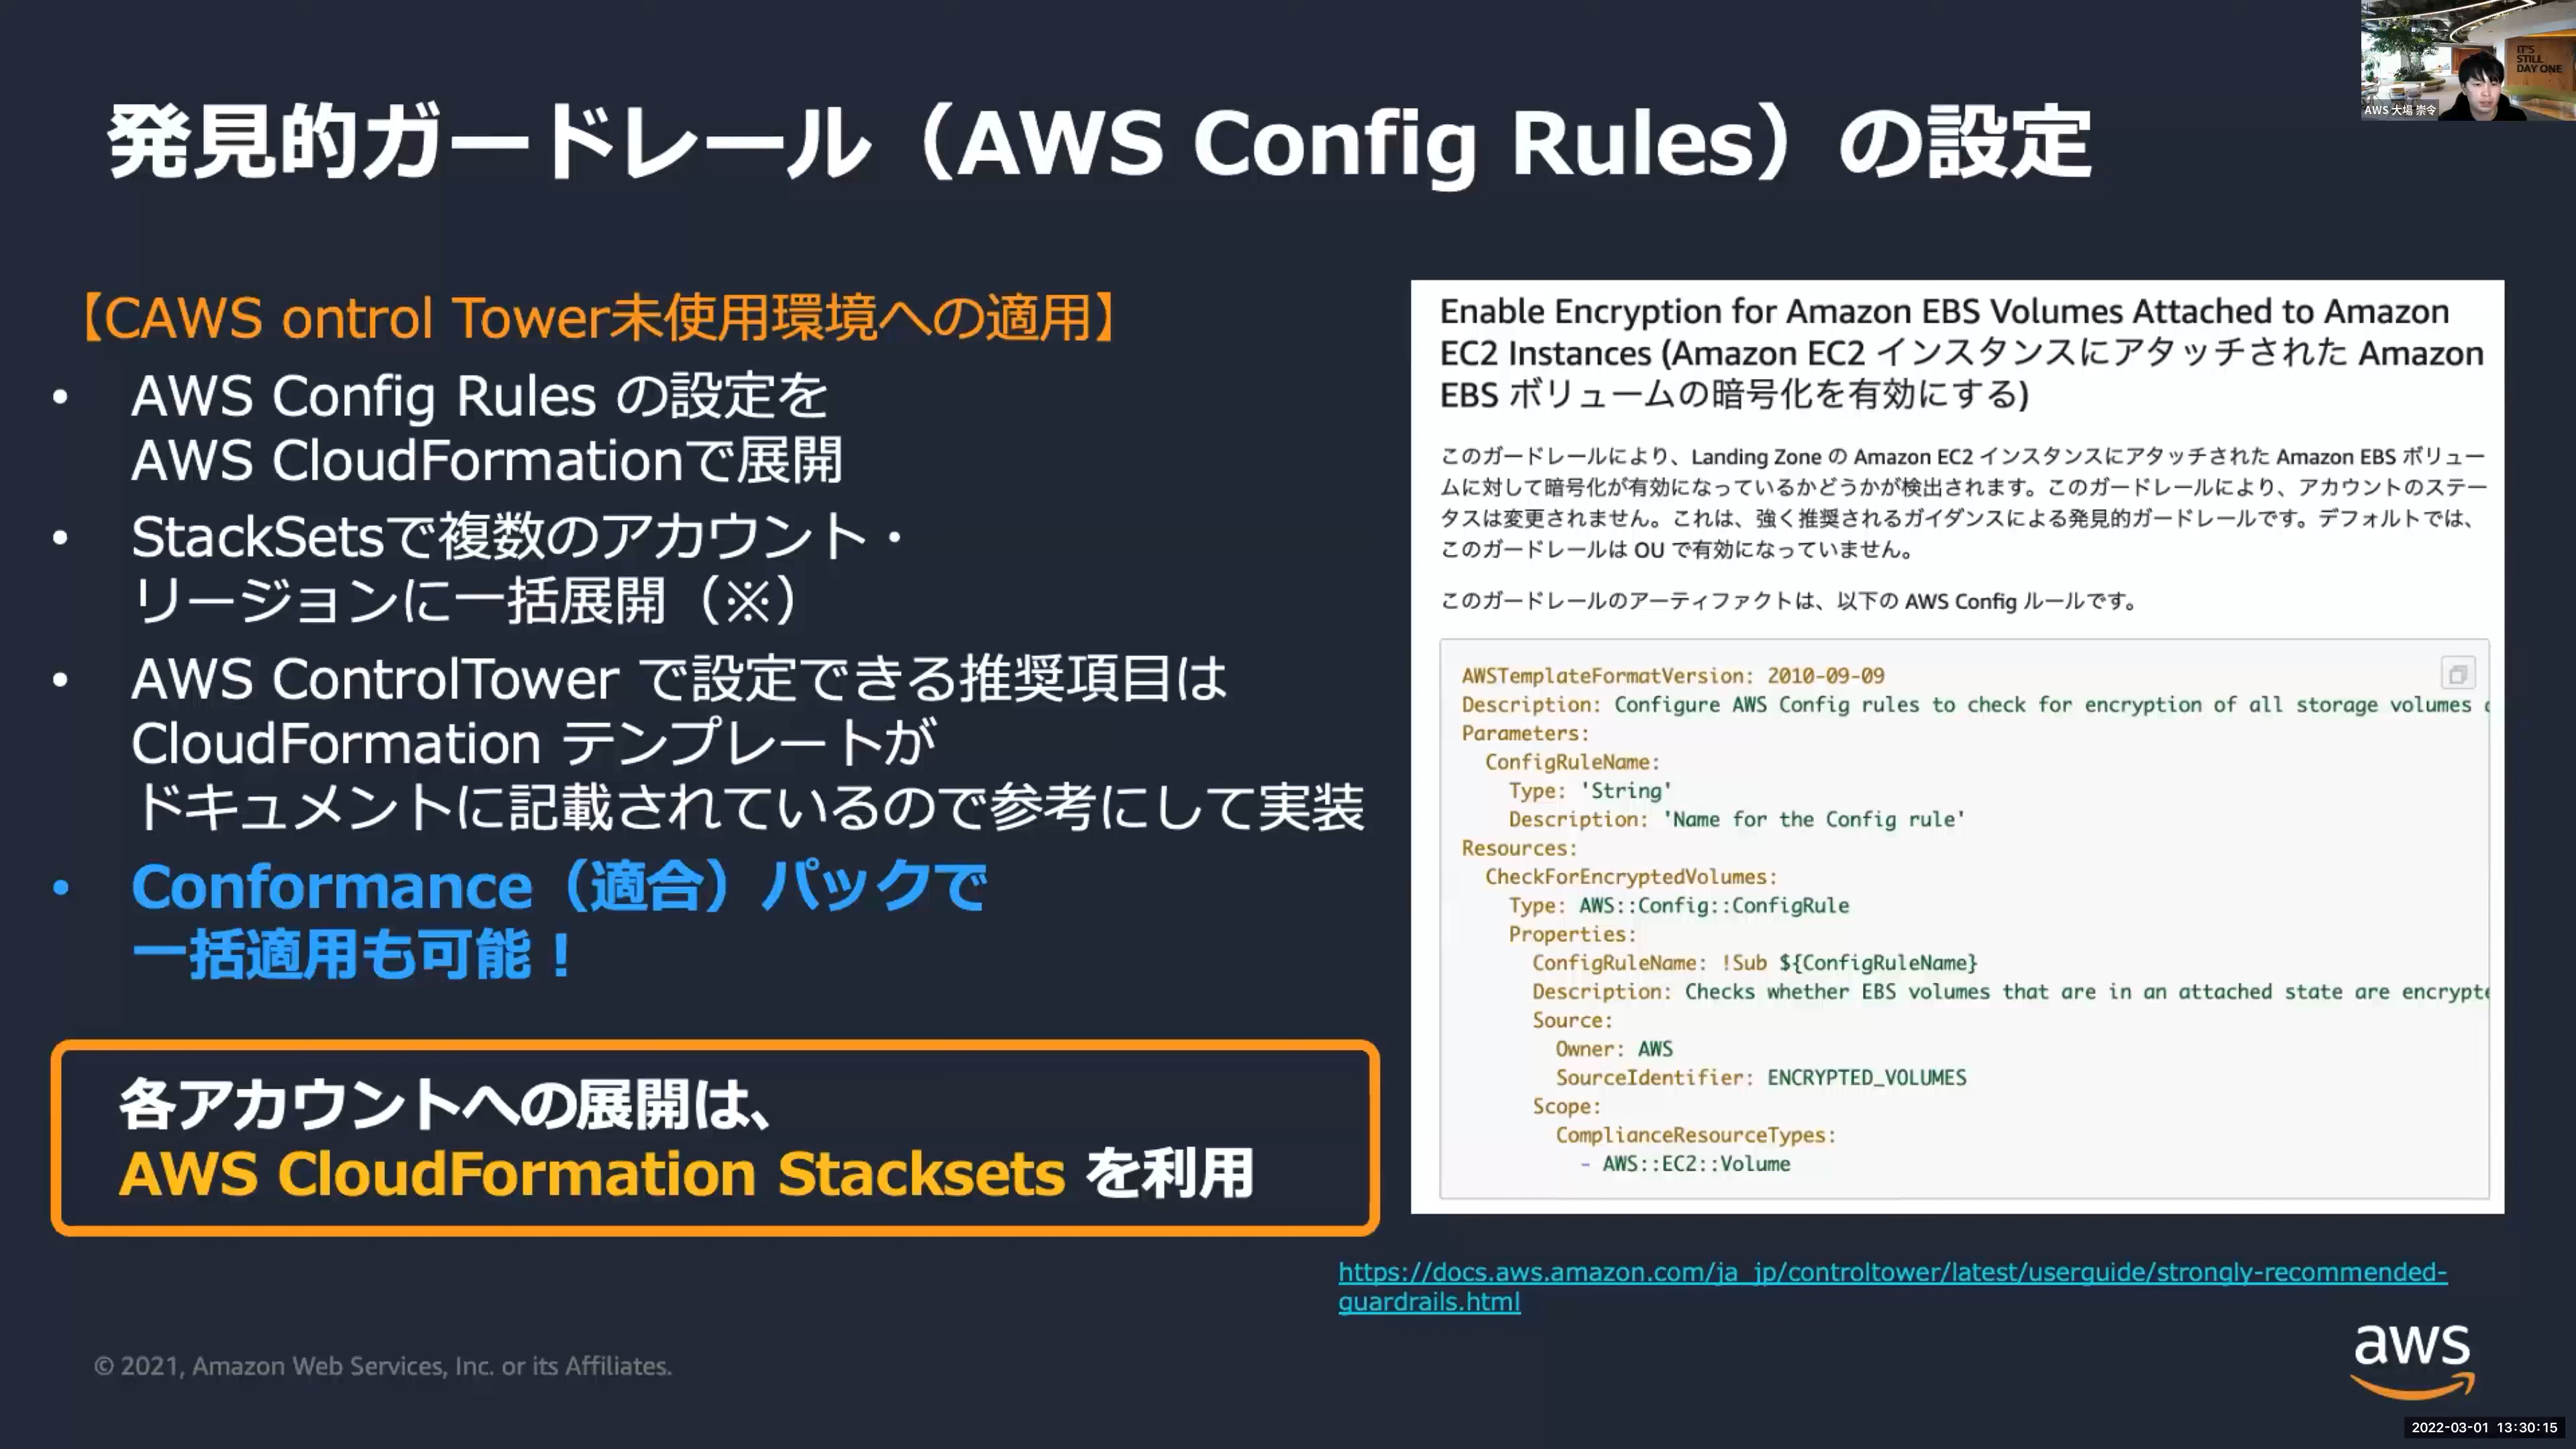 発見的ガードレール（AWS Config Rules）の設定
IT'S
STILL
DAY ONE
AWS 大場 崇令
【CAWS ontrol Tower未使用環境への適用】
• AWS Config Rules の設定を
AWS CloudFormationで展開
• StackSetsで複数のアカウント・
リージョンに一括展開（※）
• AWS ControlTower で設定できる推奨項目は
CloudFormation テンプレートが
ドキュメントに記載されているので参考にして実装
• Conformance（適合）パックで
一括適用も可能！
各アカウントへの展開は、
AWS CloudFormation Stacksets を利用
Enable Encryption for Amazon EBS Volumes Attached to Amazon
EC2 Instances (Amazon EC2 インスタンスにアタッチされた Amazon
EBS ボリュームの暗号化を有効にする)
このガードレールにより、Landing Zone の Amazon EC2 インスタンスにアタッチされた Amazon EBS ボリュー
ムに対して暗号化が有効になっているかどうかが検出されます。このガードレールにより、アカウントのステー
タスは変更されません。これは、強く推奨されるガイダンスによる発見的ガードレールです。デフォルトでは、
このガードレールは OU で有効になっていません。
このガードレールのアーティファクトは、以下の AWS Config ルールです。
AWSTemplateFormatVersion: 2010-09-09
Description: Configure AWS Config rules to check for encryption of all storage volumes
Parameters:
ConfigRuleName:
Type: 'String'
Description: 'Name for the Config rule'
Resources:
CheckForEncryptedVolumes:
Type: AWS::Config::ConfigRule
Properties:
ConfigRuleName: !Sub ${ConfigRuleName}
Description: Checks whether EBS volumes that are in an attached state are encrypte
Source:
Owner: AWS
SourceIdentifier: ENCRYPTED_VOLUMES
Scope:
ComplianceResourceTypes:
- AWS::EC2::Volume
https://docs.aws.amazon.com/ja_jp/controltower/latest/userguide/strongly-recommended-
guardrails.html
© 2021, Amazon Web Services, Inc. or its Affiliates.
aws
2022-03-01 13:30:15